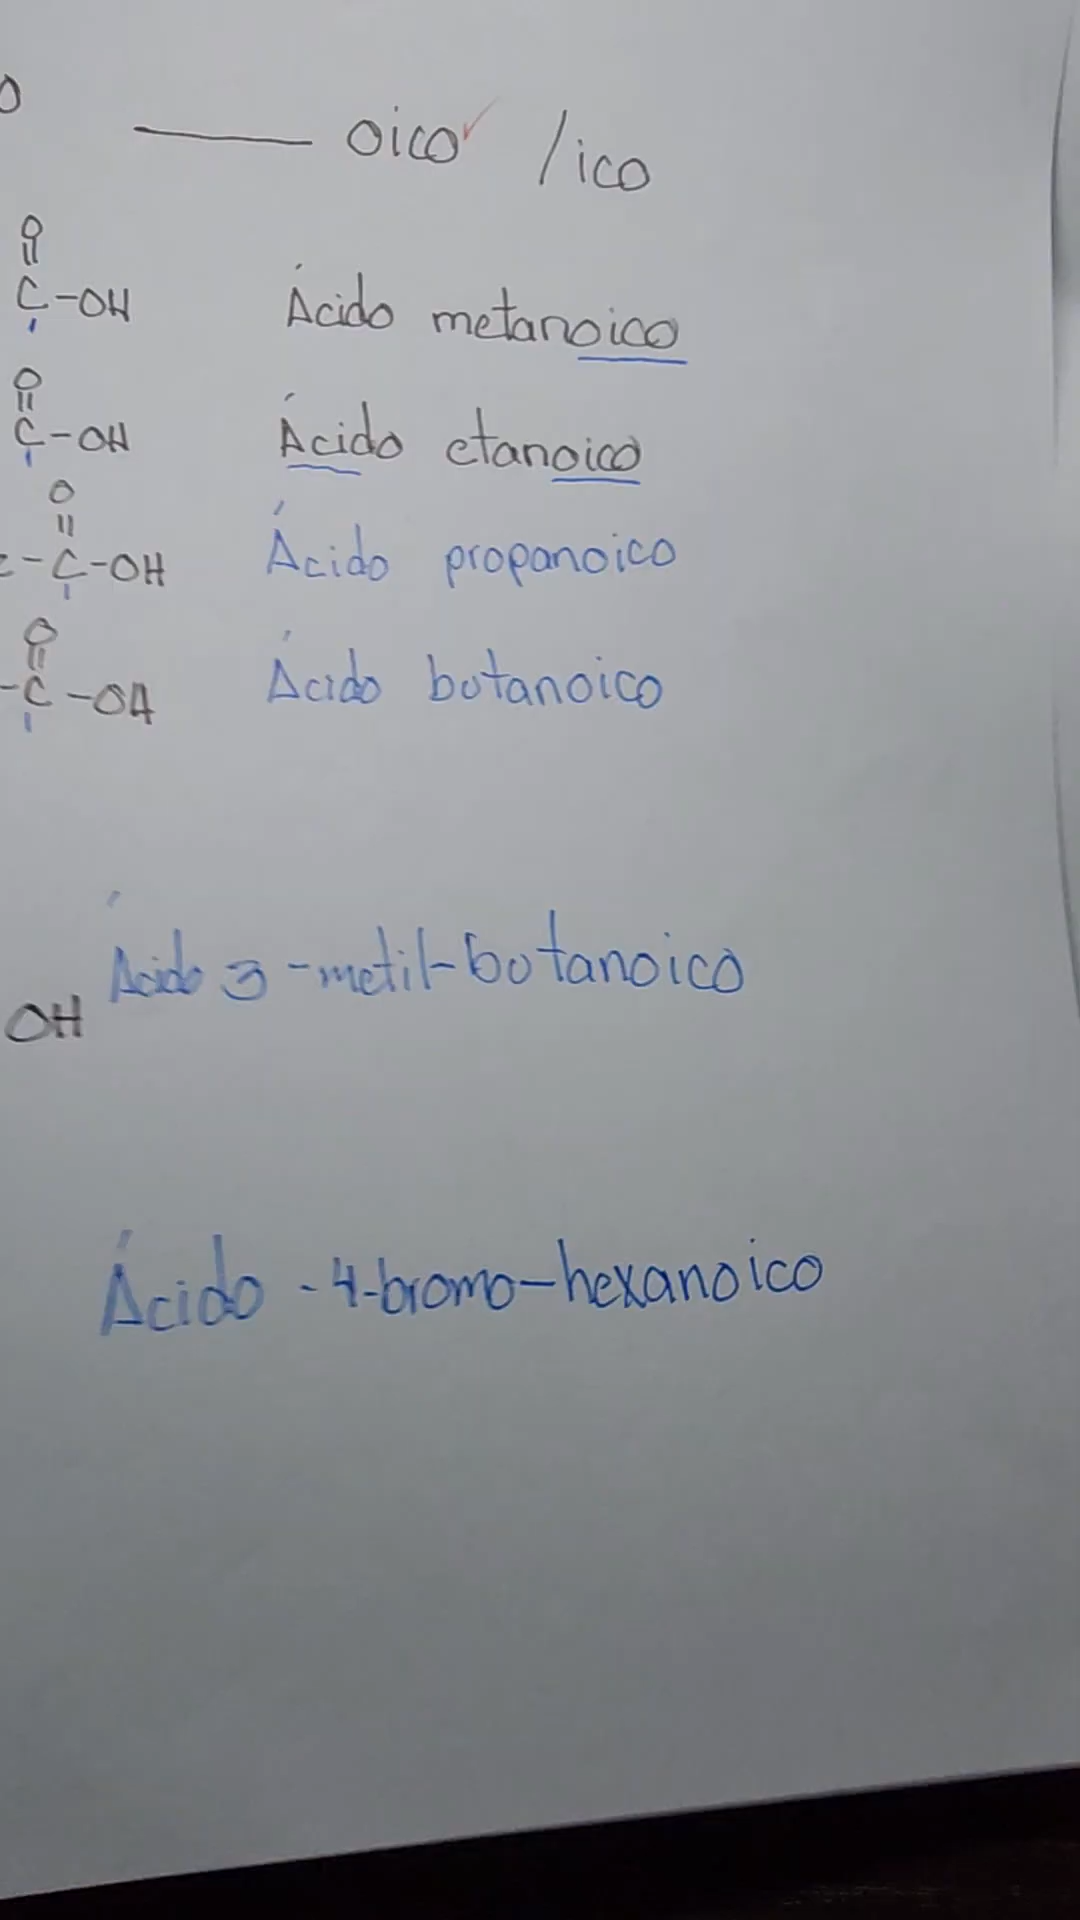 O
—— oico ✓ /ico
O
||
C-OH Ácido metanoico
O
||
C-OH Ácido etanoico
O
||
-C-OH Ácido propanoico
O
||
-C-OH Ácido butanoico
Ácido 3-metil-butanoico
OH
Ácido -4-bromo-hexanoico